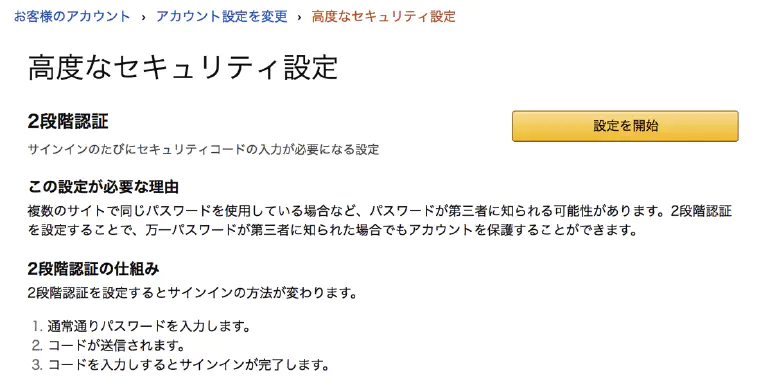 お客様のアカウント › アカウント設定を変更 › 高度なセキュリティ設定
高度なセキュリティ設定
2段階認証
設定を開始
サインインのたびにセキュリティコードの入力が必要になる設定
この設定が必要な理由
複数のサイトで同じパスワードを使用している場合など、パスワードが第三者に知られる可能性があります。2段階認証
を設定することで、万一パスワードが第三者に知られた場合でもアカウントを保護することができます。
2段階認証の仕組み
2段階認証を設定するとサインインの方法が変わります。
1. 通常通りパスワードを入力します。
2. コードが送信されます。
3. コードを入力しするとサインインが完了します。